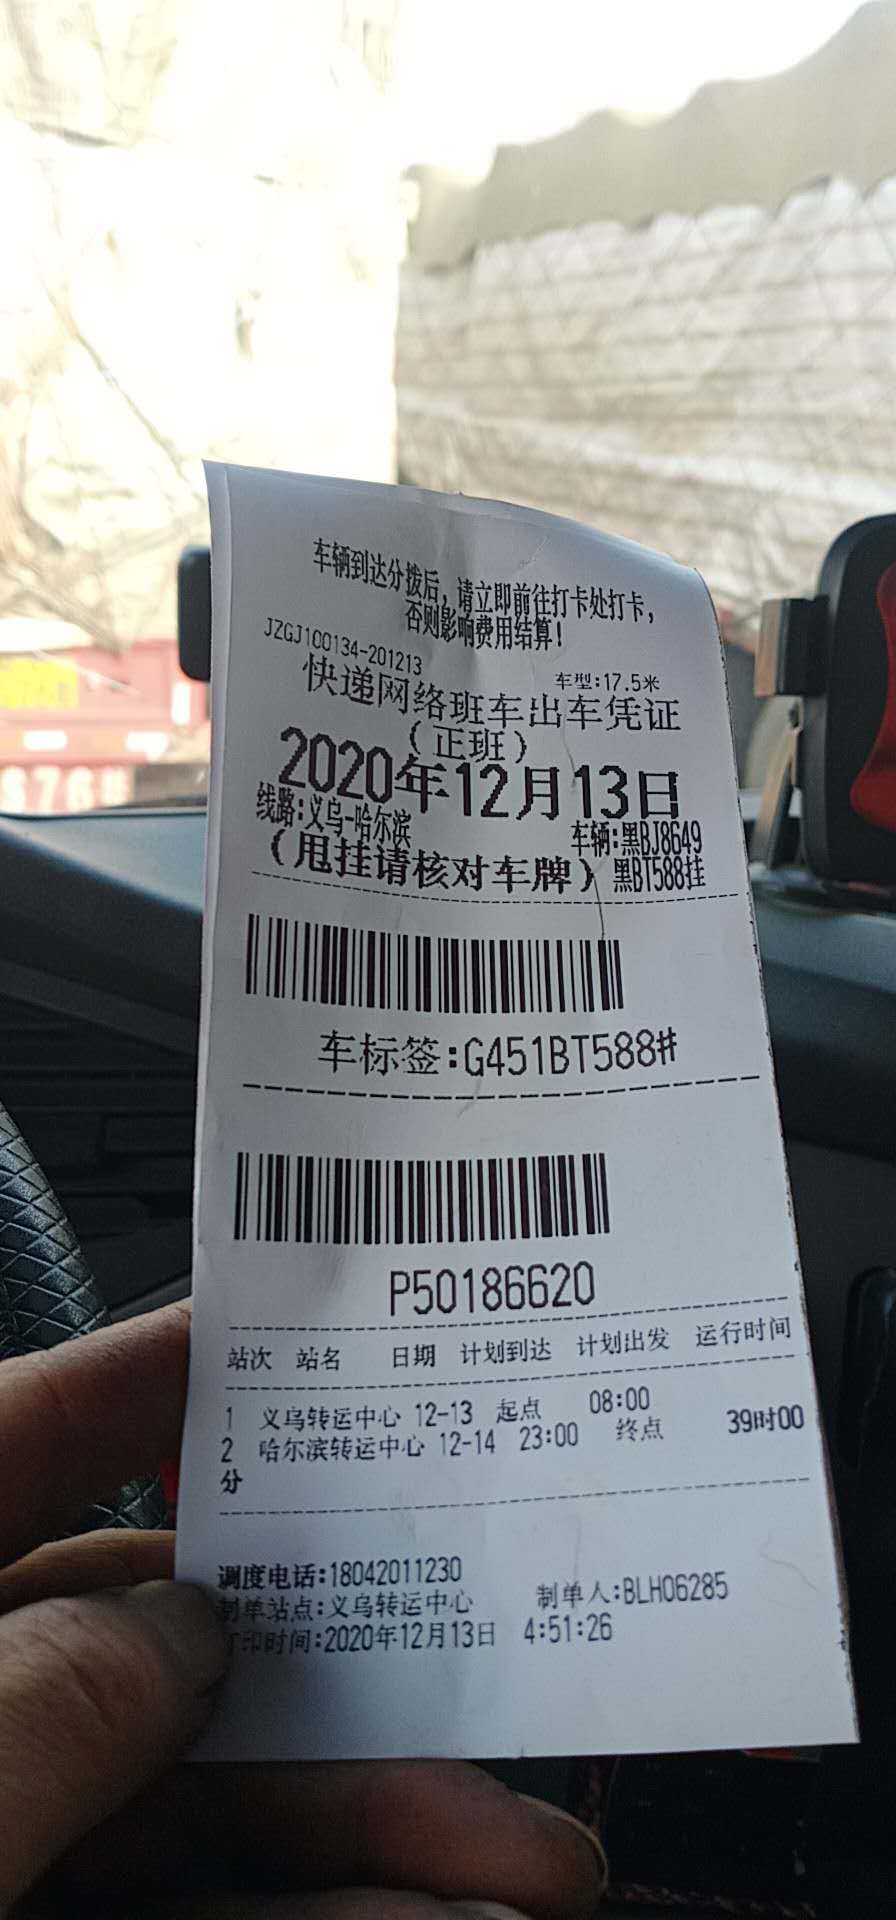 车辆到达分拨后，请立即前往打卡处打卡，
否则影响费用结算！
JZGJ100134-201213
车型:17.5米
快递网络班车出车凭证
（正班）
2020年12月13日
线路:义乌-哈尔滨
车辆:黑BJ8649
（甩挂请核对车牌）黑BT588挂
车标签:G451BT588#
P50186620
站次 站名 日期 计划到达 计划出发 运行时间
1 义乌转运中心 12-13 起点 08:00
2 哈尔滨转运中心 12-14 23:00 终点 39时00
分
调度电话:18042011230
制单站点:义乌转运中心 制单人:BLH06285
打印时间:2020年12月13日 4:51:26